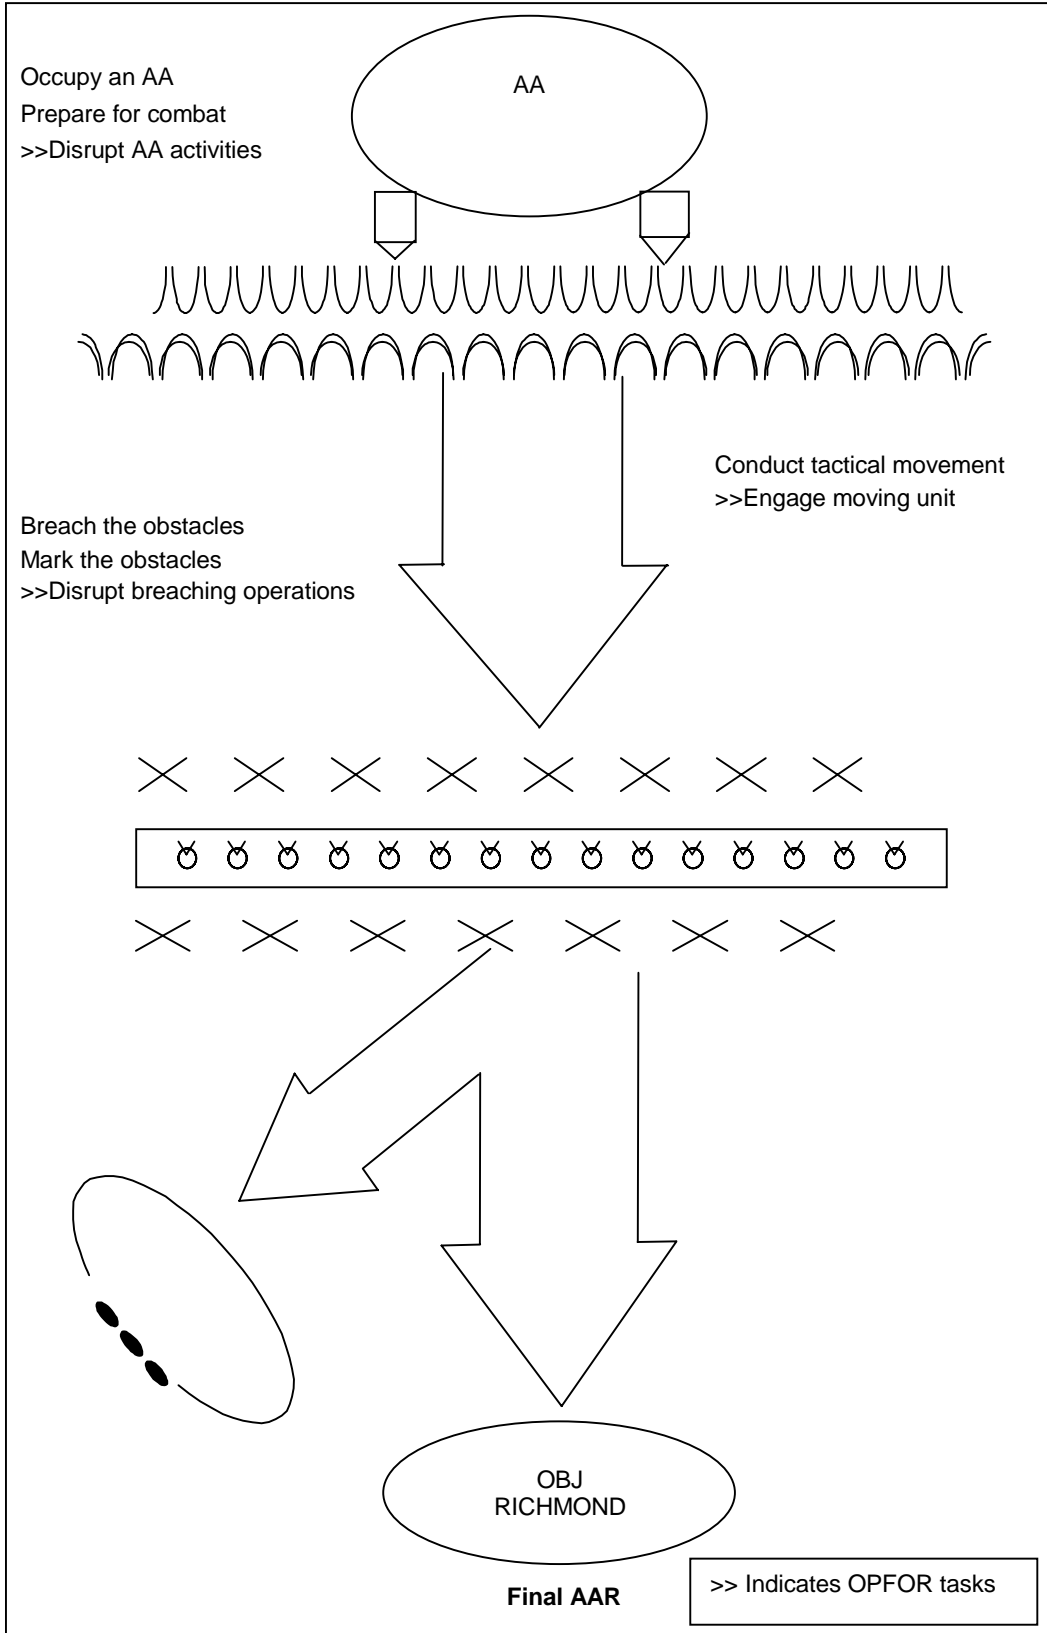 AA
Occupy an AA
Prepare for combat
>>Disrupt AA activities
Conduct tactical movement
>>Engage moving unit
Breach the obstacles
Mark the obstacles
>>Disrupt breaching operations
OBJ
RICHMOND
Final AAR
>> Indicates OPFOR tasks